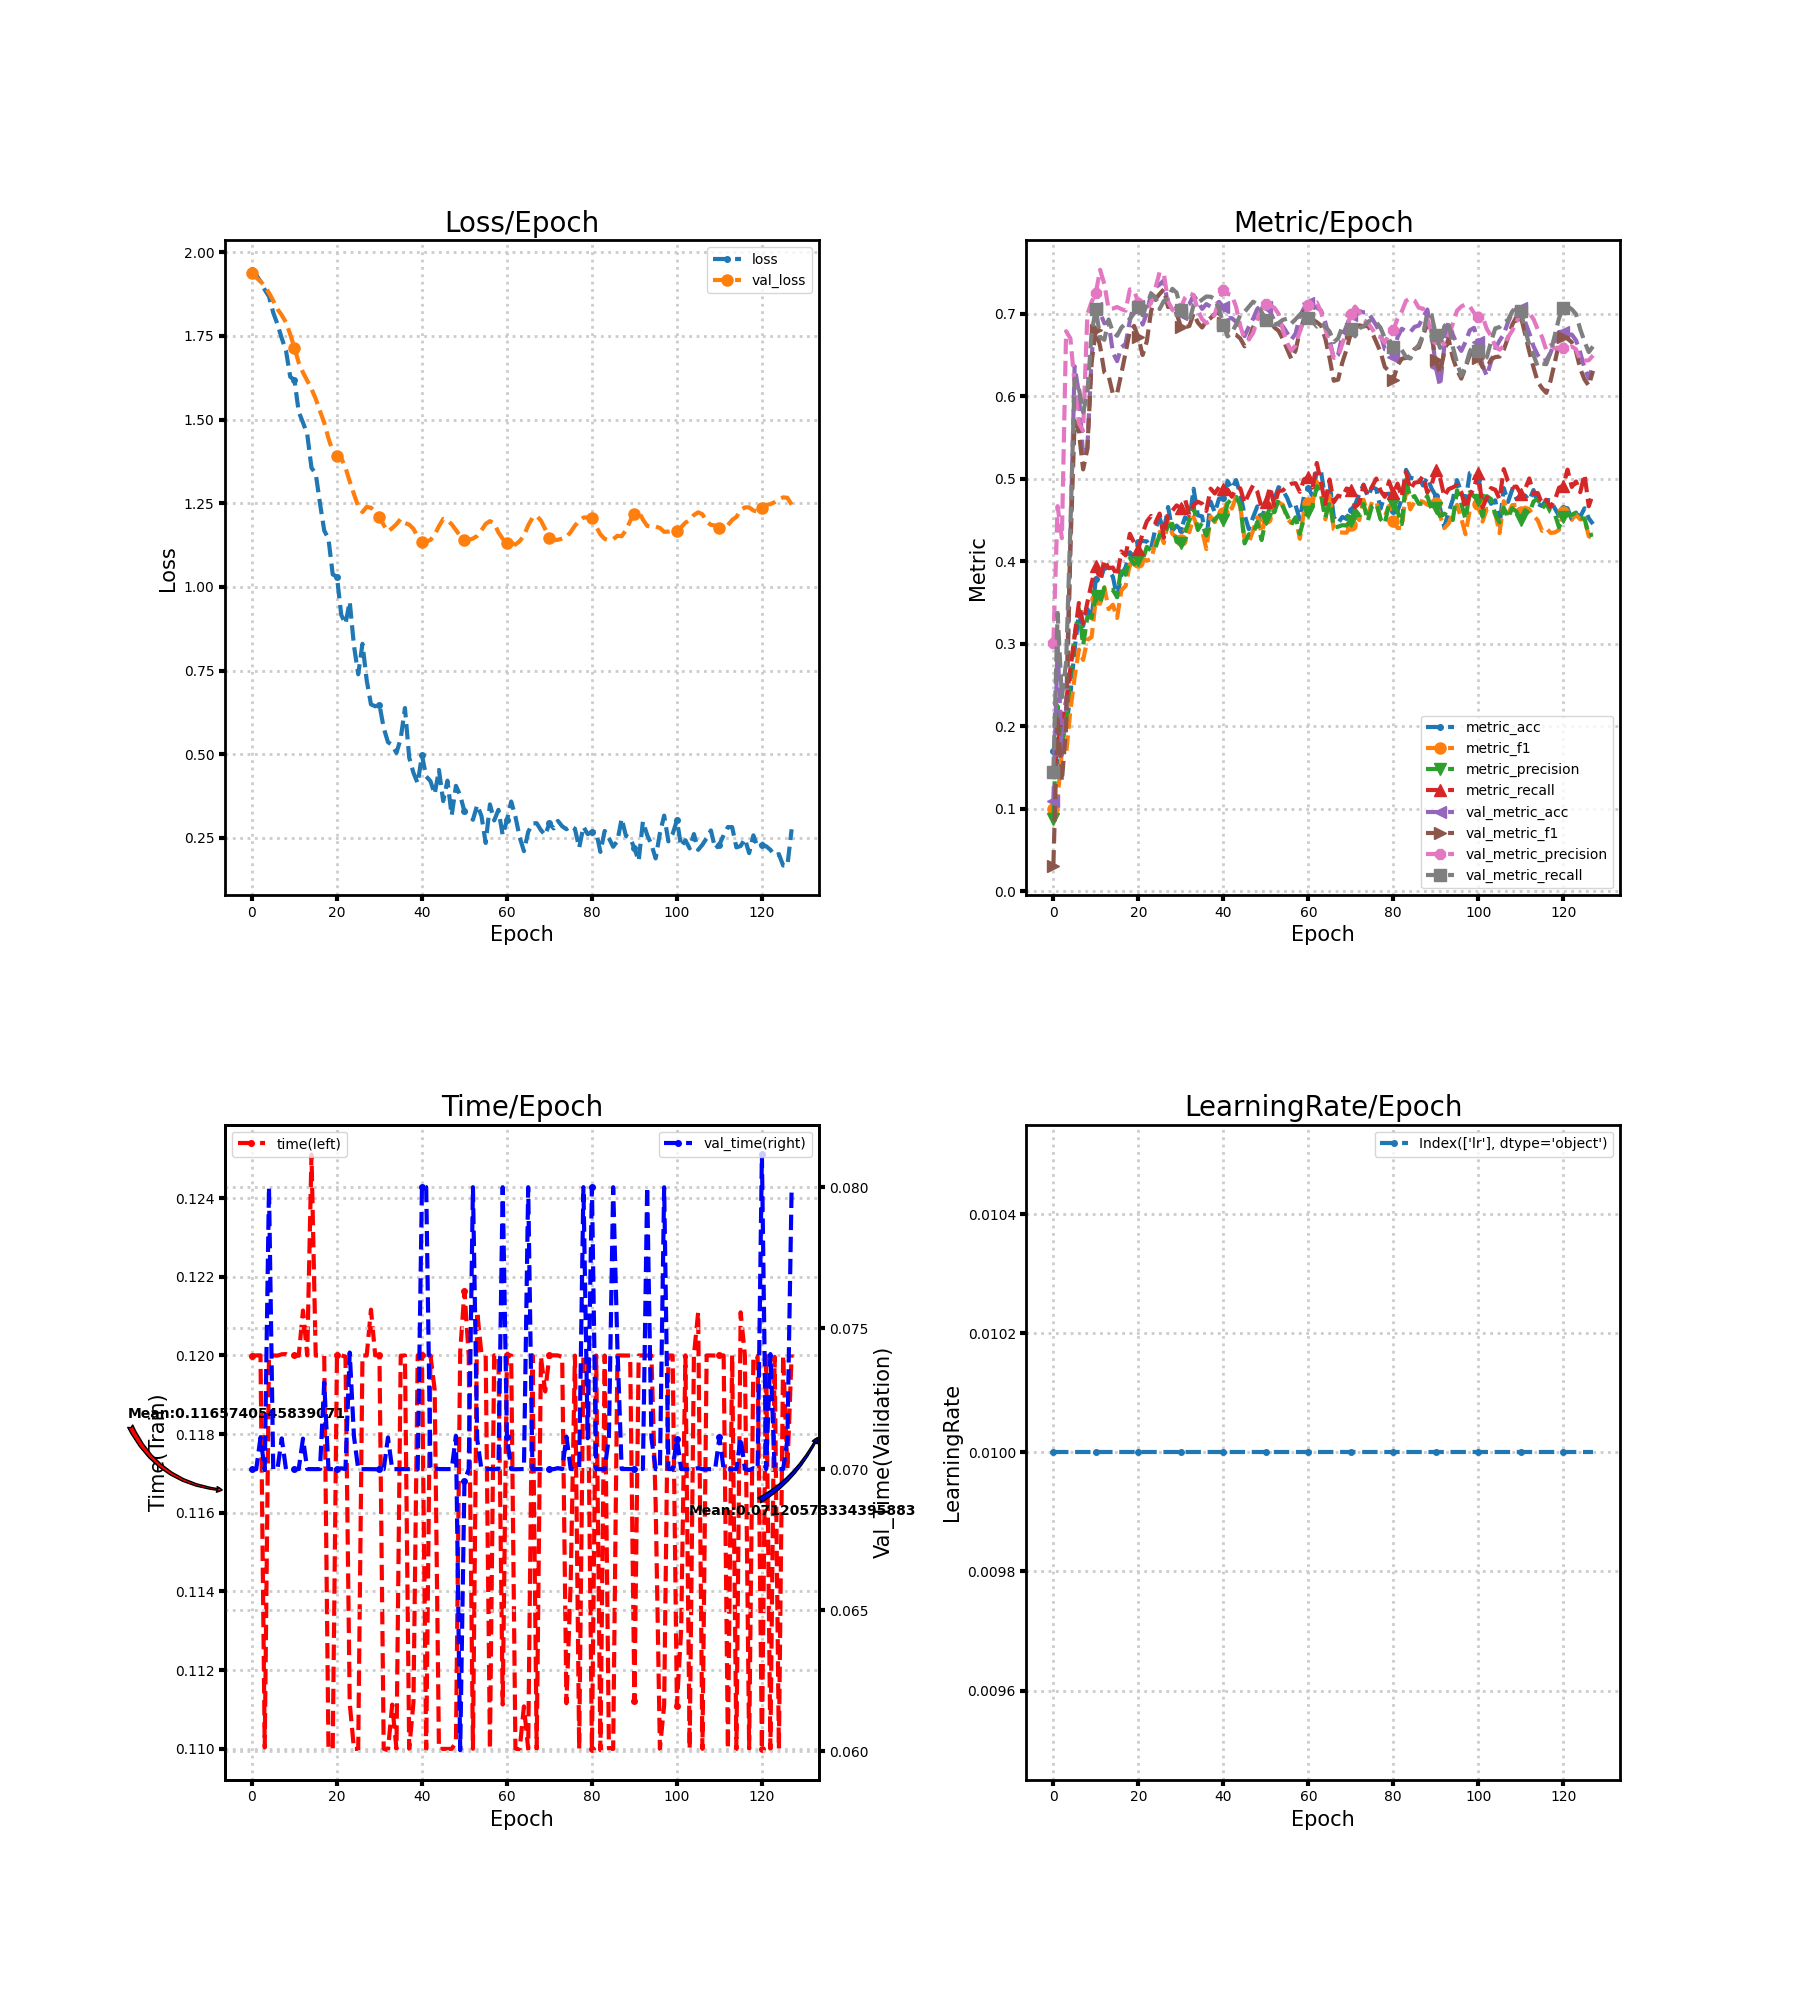 Loss/Epoch
2.00
1.75
1.50
1.25
1.00
0.75
0.50
0.25
Loss
0 20 40 60 80 100 120
Epoch
loss
val_loss
Metric/Epoch
0.7
0.6
0.5
0.4
0.3
0.2
0.1
0.0
Metric
0 20 40 60 80 100 120
Epoch
metric_acc
metric_f1
metric_precision
metric_recall
val_metric_acc
val_metric_f1
val_metric_precision
val_metric_recall
Time/Epoch
time(left)
val_time(right)
0.124
0.122
0.120
0.118
0.116
0.114
0.112
0.110
Time(Train)
Mean:0.1165740545839071
0.080
0.075
0.070
0.065
0.060
Val_Time(Validation)
Mean:0.07120573334395883
0 20 40 60 80 100 120
Epoch
LearningRate/Epoch
Index(['lr'], dtype='object')
0.0104
0.0102
0.0100
0.0098
0.0096
LearningRate
0 20 40 60 80 100 120
Epoch